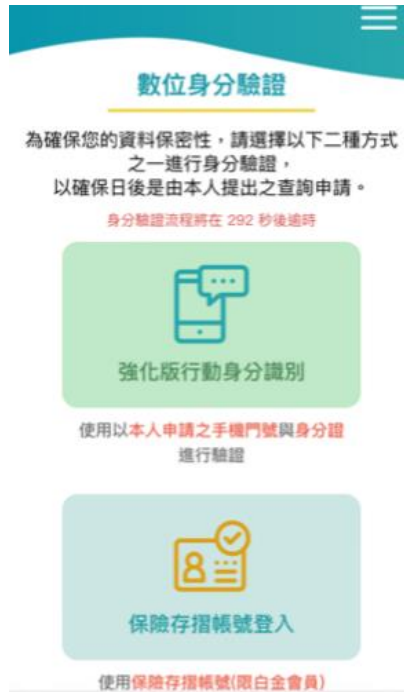 數位身分驗證
為確保您的資料保密性，請選擇以下二種方式
之一進行身分驗證，
以確保日後是由本人提出之查詢申請。
身分驗證流程將在 292 秒後逾時
強化版行動身分識別
使用以本人申請之手機門號與身分證
進行驗證
保險存摺帳號登入
使用保險存摺帳號(限白金會員)